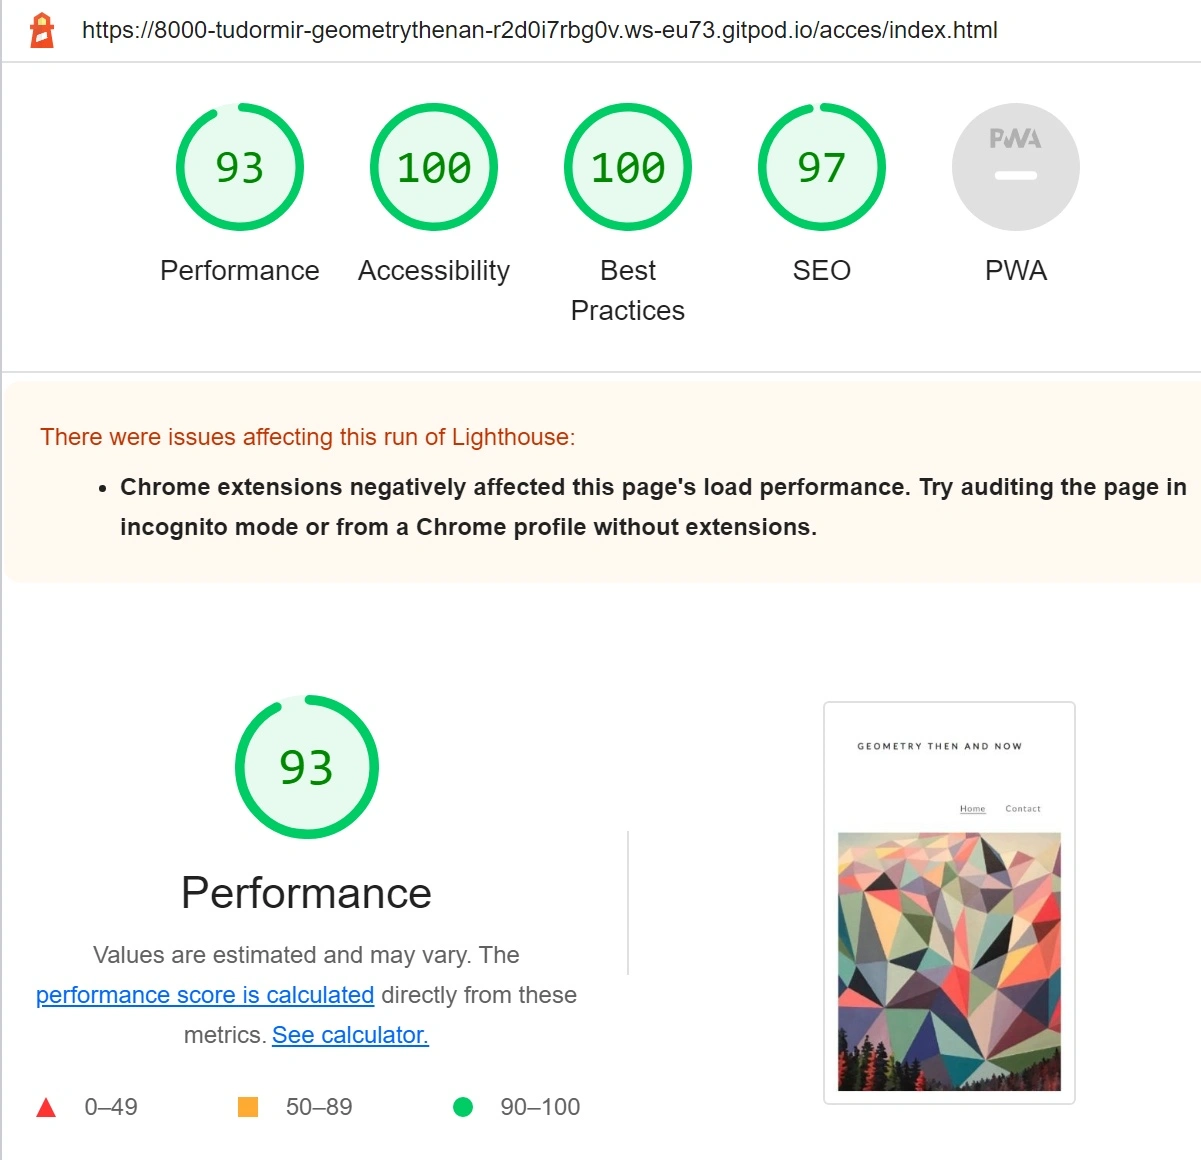 https://8000-tudormir-geometrythenan-r2d0i7rbg0v.ws-eu73.gitpod.io/acces/index.html
93
100
100
97
PWA
Performance
Accessibility
Best
Practices
SEO
PWA
There were issues affecting this run of Lighthouse:
• Chrome extensions negatively affected this page's load performance. Try auditing the page in
incognito mode or from a Chrome profile without extensions.
93
Performance
Values are estimated and may vary. The
performance score is calculated directly from these
metrics. See calculator.
0–49
50–89
90–100
GEOMETRY THEN AND NOW
Home Contact